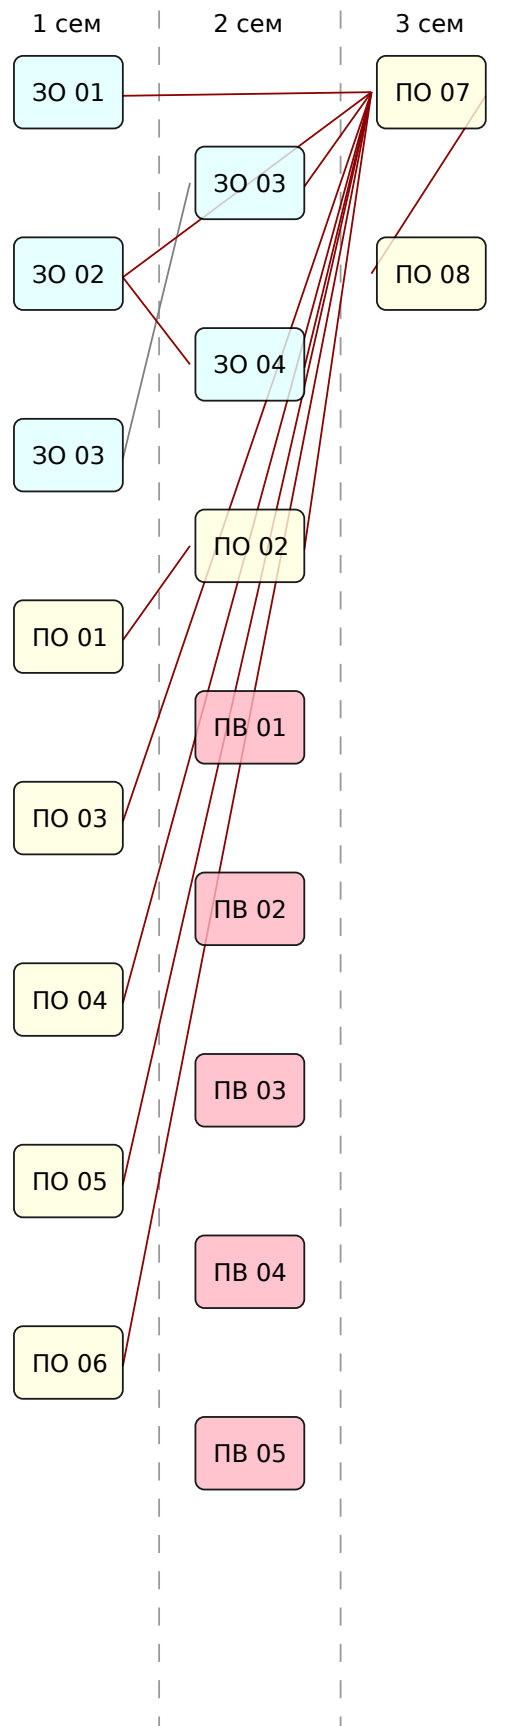 1 сем
2 сем
3 сем
ЗО 01
ПО 07
ЗО 03
ЗО 02
ПО 08
ЗО 04
ЗО 03
ПО 02
ПО 01
ПВ 01
ПО 03
ПВ 02
ПО 04
ПВ 03
ПО 05
ПВ 04
ПО 06
ПВ 05